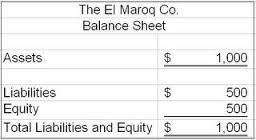 The El Maroq Co.
Balance Sheet
Assets $ 1,000
Liabilities $ 500
Equity 500
Total Liabilities and Equity $ 1,000